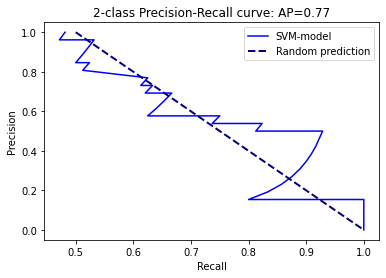 2-class Precision-Recall curve: AP=0.77
SVM-model
Random prediction
Precision
1.0
0.8
0.6
0.4
0.2
0.0
0.5 0.6 0.7 0.8 0.9 1.0
Recall